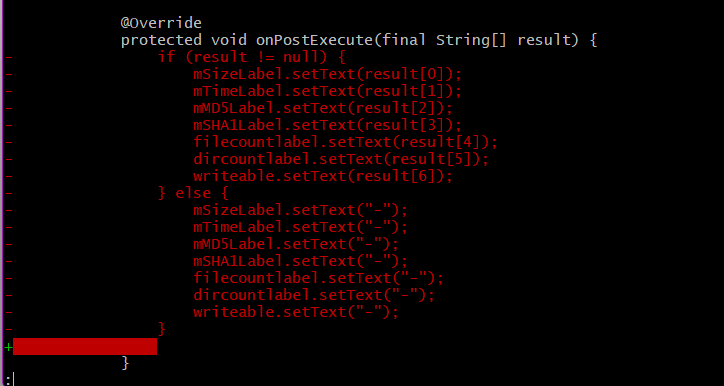 @Override
            protected void onPostExecute(final String[] result) {
-                if (result != null) {
-                    mSizeLabel.setText(result[0]);
-                    mTimeLabel.setText(result[1]);
-                    mMD5Label.setText(result[2]);
-                    mSHA1Label.setText(result[3]);
-                    filecountlabel.setText(result[4]);
-                    dircountlabel.setText(result[5]);
-                    writeable.setText(result[6]);
-                } else {
-                    mSizeLabel.setText("-");
-                    mTimeLabel.setText("-");
-                    mMD5Label.setText("-");
-                    mSHA1Label.setText("-");
-                    filecountlabel.setText("-");
-                    dircountlabel.setText("-");
-                    writeable.setText("-");
-                }
+
            }
: